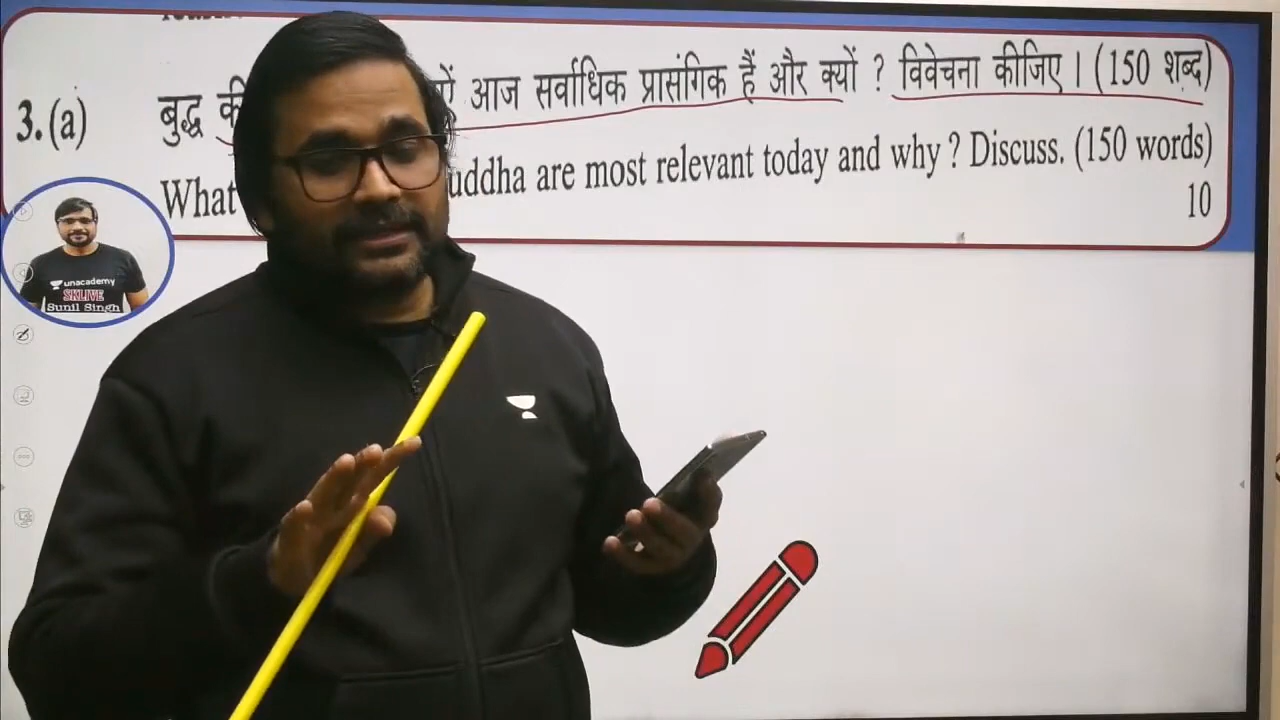 3. (a) बुद्ध आज सर्वाधिक प्रासंगिक हैं और क्यों ? विवेचना कीजिए । (150 शब्द)
What uddha are most relevant today and why ? Discuss. (150 words)
10
unacademy
SKLIVE
Sunil Singh